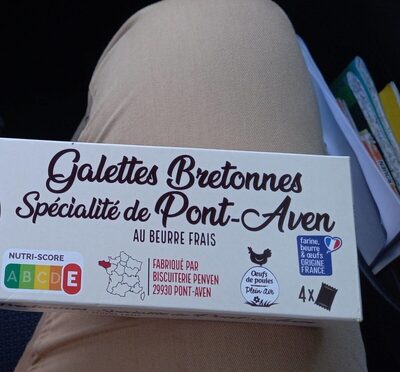 Galettes Bretonnes
Spécialité de Pont-Aven
AU BEURRE FRAIS
NUTRI-SCORE
A B C D E
FABRIQUÉ PAR
BISCUITERIE PENVEN
29930 PONT-AVEN
Œufs
de poules
Plein Air
farine,
beurre
& œufs
ORIGINE
FRANCE
4x